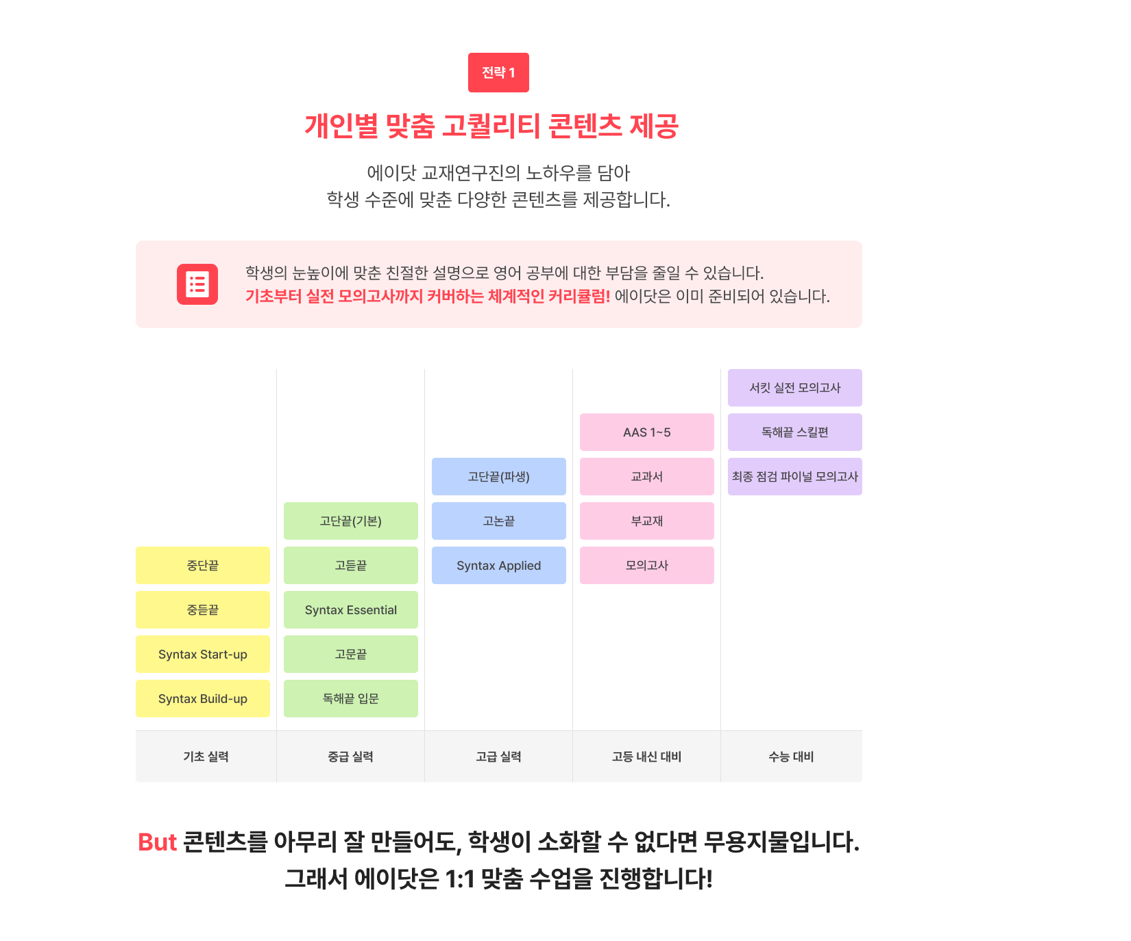 전략 1
개인별 맞춤 고퀄리티 콘텐츠 제공
에이닷 교재연구진의 노하우를 담아
학생 수준에 맞춘 다양한 콘텐츠를 제공합니다.
학생의 눈높이에 맞춘 친절한 설명으로 영어 공부에 대한 부담을 줄일 수 있습니다.
기초부터 실전 모의고사까지 커버하는 체계적인 커리큘럼! 에이닷은 이미 준비되어 있습니다.
중단끝
중듣끝
Syntax Start-up
Syntax Build-up
기초 실력
고단끝(기본)
고듣끝
Syntax Essential
고문끝
독해끝 입문
중급 실력
고단끝(파생)
고논끝
Syntax Applied
고급 실력
AAS 1~5
교과서
부교재
모의고사
고등 내신 대비
서킷 실전 모의고사
독해끝 스킬편
최종 점검 파이널 모의고사
수능 대비
But 콘텐츠를 아무리 잘 만들어도, 학생이 소화할 수 없다면 무용지물입니다.
그래서 에이닷은 1:1 맞춤 수업을 진행합니다!